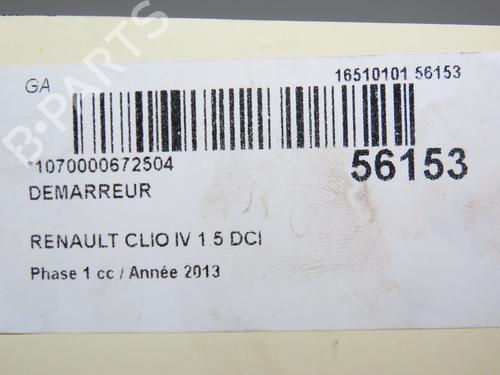 GA
16510101 56153
*1070000672504
56153
DEMARREUR
RENAULT CLIO IV 1.5 DCI
Phase 1 cc / Année 2013
B-PARTS